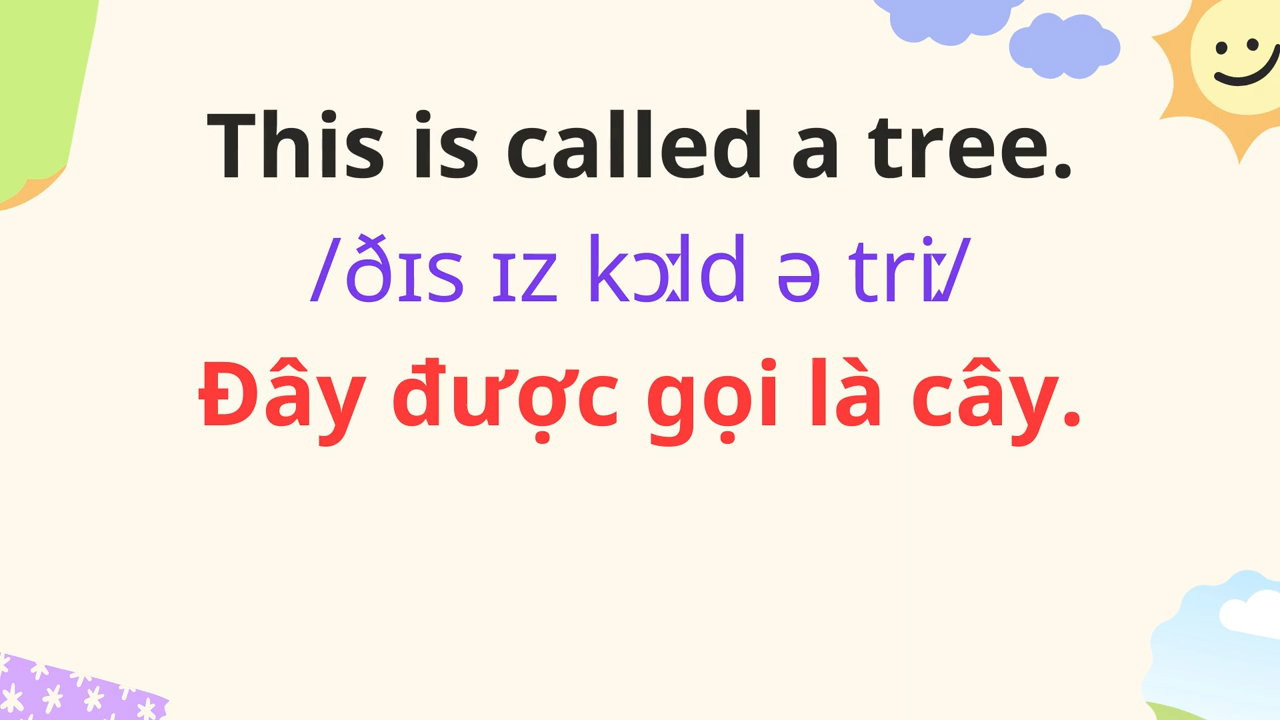 This is called a tree.
/ðɪs ɪz kɔːld ə triː/
Đây được gọi là cây.